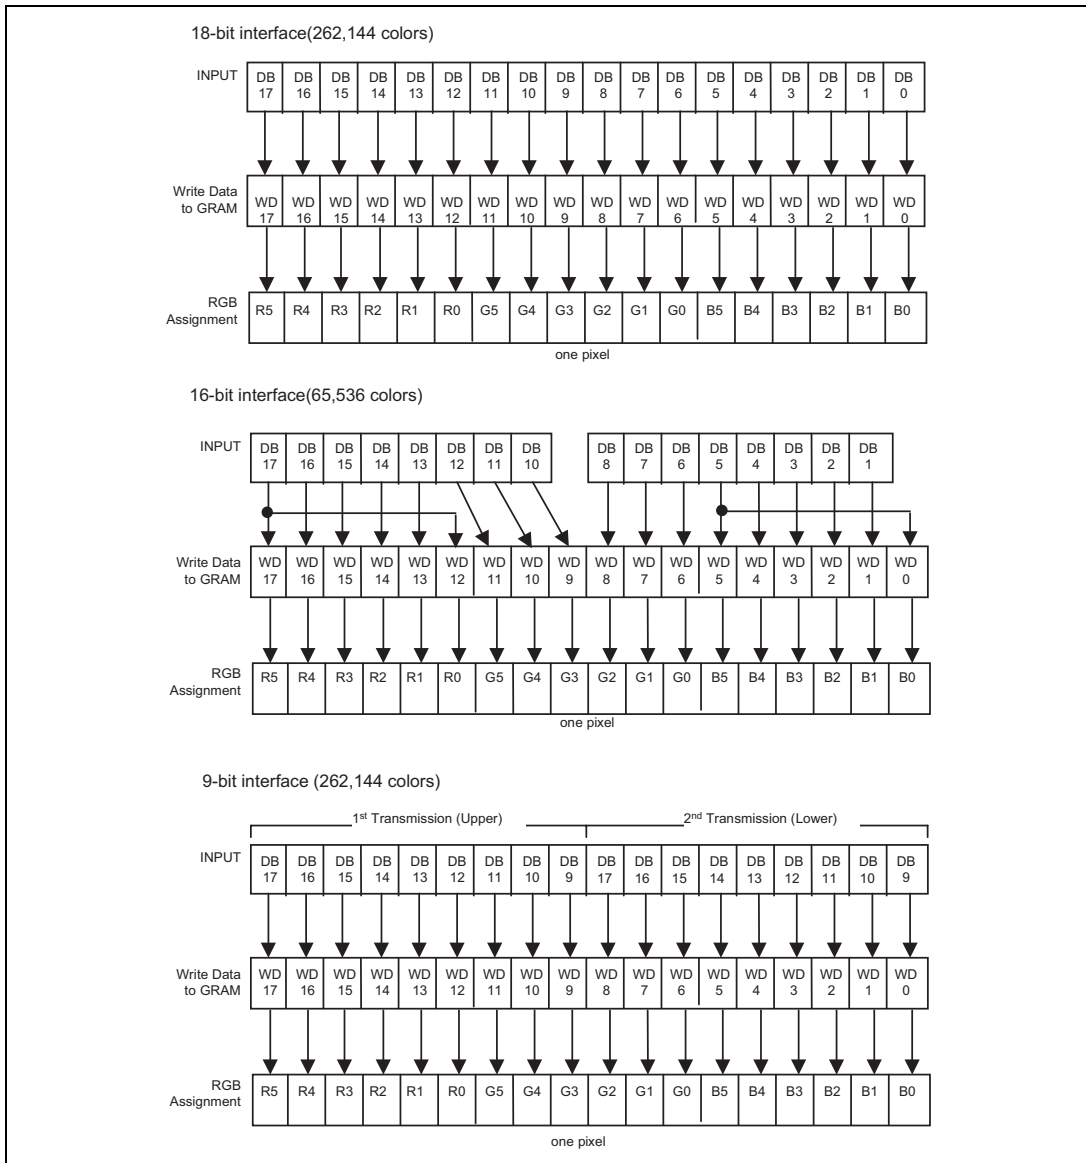 18-bit interface(262,144 colors)
INPUT DB 17 DB 16 DB 15 DB 14 DB 13 DB 12 DB 11 DB 10 DB 9 DB 8 DB 7 DB 6 DB 5 DB 4 DB 3 DB 2 DB 1 DB 0
Write Data to GRAM WD 17 WD 16 WD 15 WD 14 WD 13 WD 12 WD 11 WD 10 WD 9 WD 8 WD 7 WD 6 WD 5 WD 4 WD 3 WD 2 WD 1 WD 0
RGB Assignment R5 R4 R3 R2 R1 R0 G5 G4 G3 G2 G1 G0 B5 B4 B3 B2 B1 B0
one pixel
16-bit interface(65,536 colors)
INPUT DB 17 DB 16 DB 15 DB 14 DB 13 DB 12 DB 11 DB 10 DB 8 DB 7 DB 6 DB 5 DB 4 DB 3 DB 2 DB 1
Write Data to GRAM WD 17 WD 16 WD 15 WD 14 WD 13 WD 12 WD 11 WD 10 WD 9 WD 8 WD 7 WD 6 WD 5 WD 4 WD 3 WD 2 WD 1 WD 0
RGB Assignment R5 R4 R3 R2 R1 R0 G5 G4 G3 G2 G1 G0 B5 B4 B3 B2 B1 B0
one pixel
9-bit interface (262,144 colors)
1st Transmission (Upper) 2nd Transmission (Lower)
INPUT DB 17 DB 16 DB 15 DB 14 DB 13 DB 12 DB 11 DB 10 DB 9 DB 17 DB 16 DB 15 DB 14 DB 13 DB 12 DB 11 DB 10 DB 9
Write Data to GRAM WD 17 WD 16 WD 15 WD 14 WD 13 WD 12 WD 11 WD 10 WD 9 WD 8 WD 7 WD 6 WD 5 WD 4 WD 3 WD 2 WD 1 WD 0
RGB Assignment R5 R4 R3 R2 R1 R0 G5 G4 G3 G2 G1 G0 B5 B4 B3 B2 B1 B0
one pixel